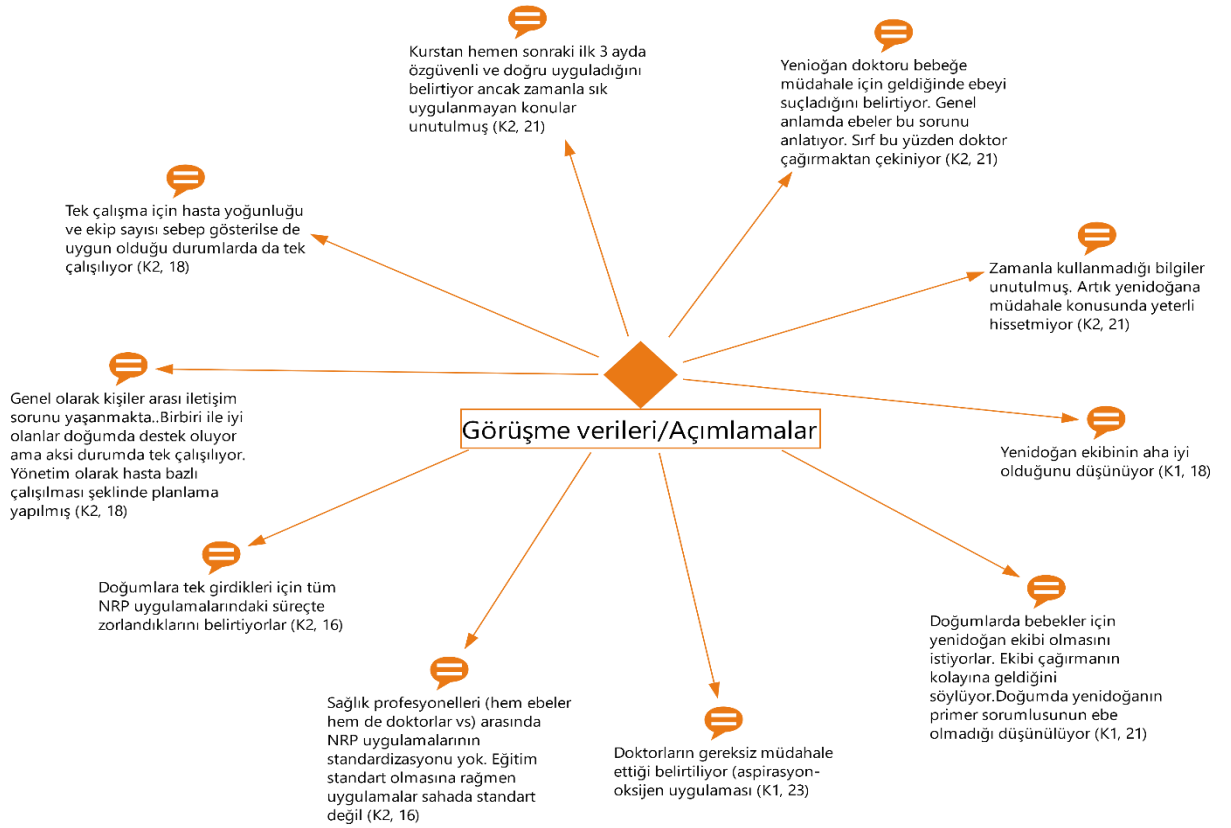 Kurstan hemen sonraki ilk 3 ayda
özgüvenli ve doğru uyguladığını
belirtiyor ancak zamanla sık
uygulanmayan konular
unutulmuş (K2, 21)
Yenioğan doktoru bebeğe
müdahale için geldiğinde ebeyi
suçladığını belirtiyor. Genel
anlamda ebeler bu sorunu
anlatıyor. Sırf bu yüzden doktor
çağırmaktan çekiniyor (K2, 21)
Tek çalışma için hasta yoğunluğu
ve ekip sayısı sebep gösterilse de
uygun olduğu durumlarda da tek
çalışılıyor (K2, 18)
Zamanla kullanmadığı bilgiler
unutulmuş. Artık yenidoğana
müdahale konusunda yeterli
hissetmiyor (K2, 21)
Genel olarak kişiler arası iletişim
sorunu yaşanmakta..Birbiri ile iyi
olanlar doğumda destek oluyor
ama aksi durumda tek çalışılıyor.
Yönetim olarak hasta bazlı
çalışılması şeklinde planlama
yapılmış (K2, 18)
Görüşme verileri/Açımlamalar
Yenidoğan ekibinin aha iyi
olduğunu düşünüyor (K1, 18)
Doğumlara tek girdikleri için tüm
NRP uygulamalarındaki süreçte
zorlandıklarını belirtiyorlar (K2, 16)
Sağlık profesyonelleri (hem ebeler
hem de doktorlar vs) arasında
NRP uygulamalarının
standardizasyonu yok. Eğitim
standart olmasına rağmen
uygulamalar sahada standart
değil (K2, 16)
Doktorların gereksiz müdahale
ettiği belirtiliyor (aspirasyon-
oksijen uygulaması (K1, 23)
Doğumlarda bebekler için
yenidoğan ekibi olmasını
istiyorlar. Ekibi çağırmanın
kolayına geldiğini
söylüyor.Doğumda yenidoğanın
primer sorumlusunun ebe
olmadığı düşünülüyor (K1, 21)